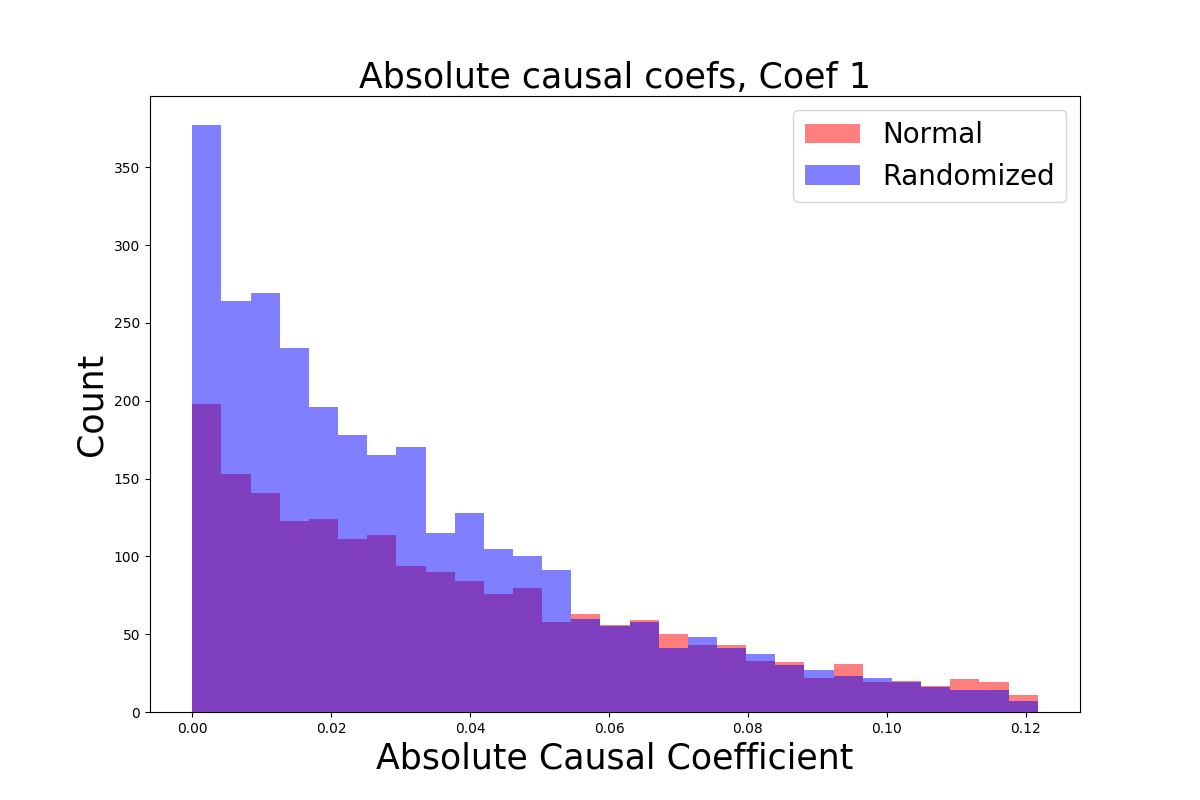 Absolute causal coefs, Coef 1
Normal
Randomized
Count
350
300
250
200
150
100
50
0
0.00 0.02 0.04 0.06 0.08 0.10 0.12
Absolute Causal Coefficient